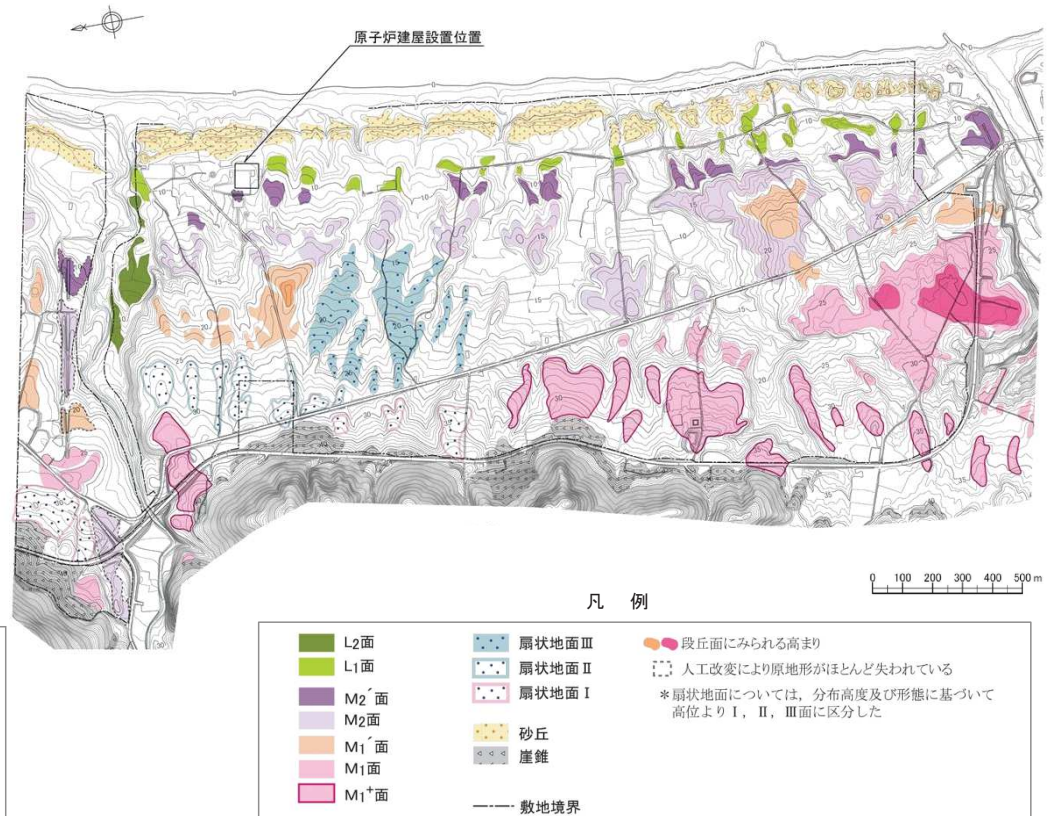 原子炉建屋設置位置
0 100 200 300 400 500 m
凡 例
L2面
L1面
M2´面
M2面
M1´面
M1面
M1+面
扇状地面Ⅲ
扇状地面Ⅱ
扇状地面Ⅰ
砂丘
崖錐
敷地境界
段丘面にみられる高まり
人工改変により原地形がほとんど失われている
*扇状地面については，分布高度及び形態に基づいて
高位よりⅠ，Ⅱ，Ⅲ面に区分した